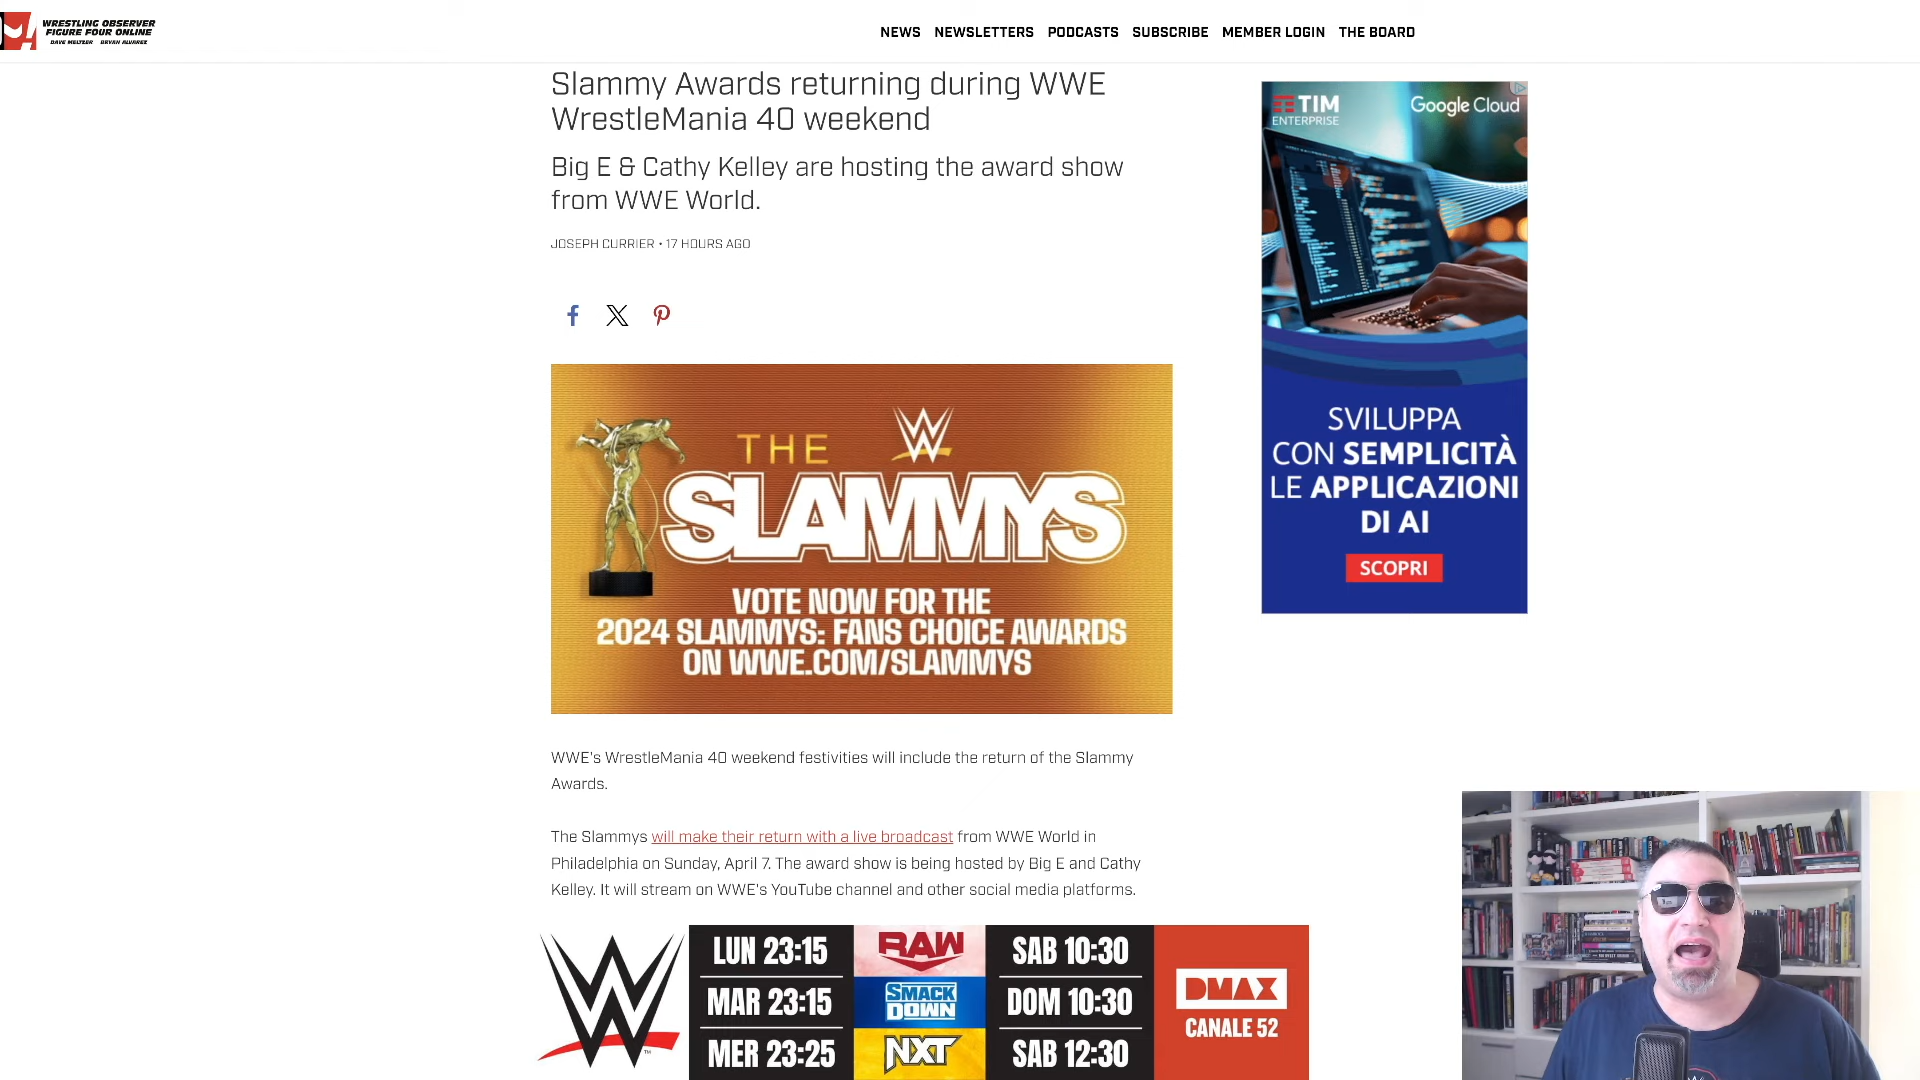 WRESTLING OBSERVER
FIGURE FOUR ONLINE
DAVE MELTZER BRYAN ALVAREZ
NEWS NEWSLETTERS PODCASTS SUBSCRIBE MEMBER LOGIN THE BOARD
Slammy Awards returning during WWE
WrestleMania 40 weekend
Big E & Cathy Kelley are hosting the award show
from WWE World.
JOSEPH CURRIER • 17 HOURS AGO
THE
SLAMMYS
VOTE NOW FOR THE
2024 SLAMMYS: FANS CHOICE AWARDS
ON WWE.COM/SLAMMYS
TIM
ENTERPRISE
Google Cloud
SVILUPPA
CON SEMPLICITÀ
LE APPLICAZIONI
DI AI
SCOPRI
WWE's WrestleMania 40 weekend festivities will include the return of the Slammy
Awards.
The Slammys will make their return with a live broadcast from WWE World in
Philadelphia on Sunday, April 7. The award show is being hosted by Big E and Cathy
Kelley. It will stream on WWE's YouTube channel and other social media platforms.
LUN 23:15 RAW SAB 10:30
MAR 23:15 SMACK DOWN DOM 10:30
MER 23:25 NXT SAB 12:30
DMAX
CANALE 52